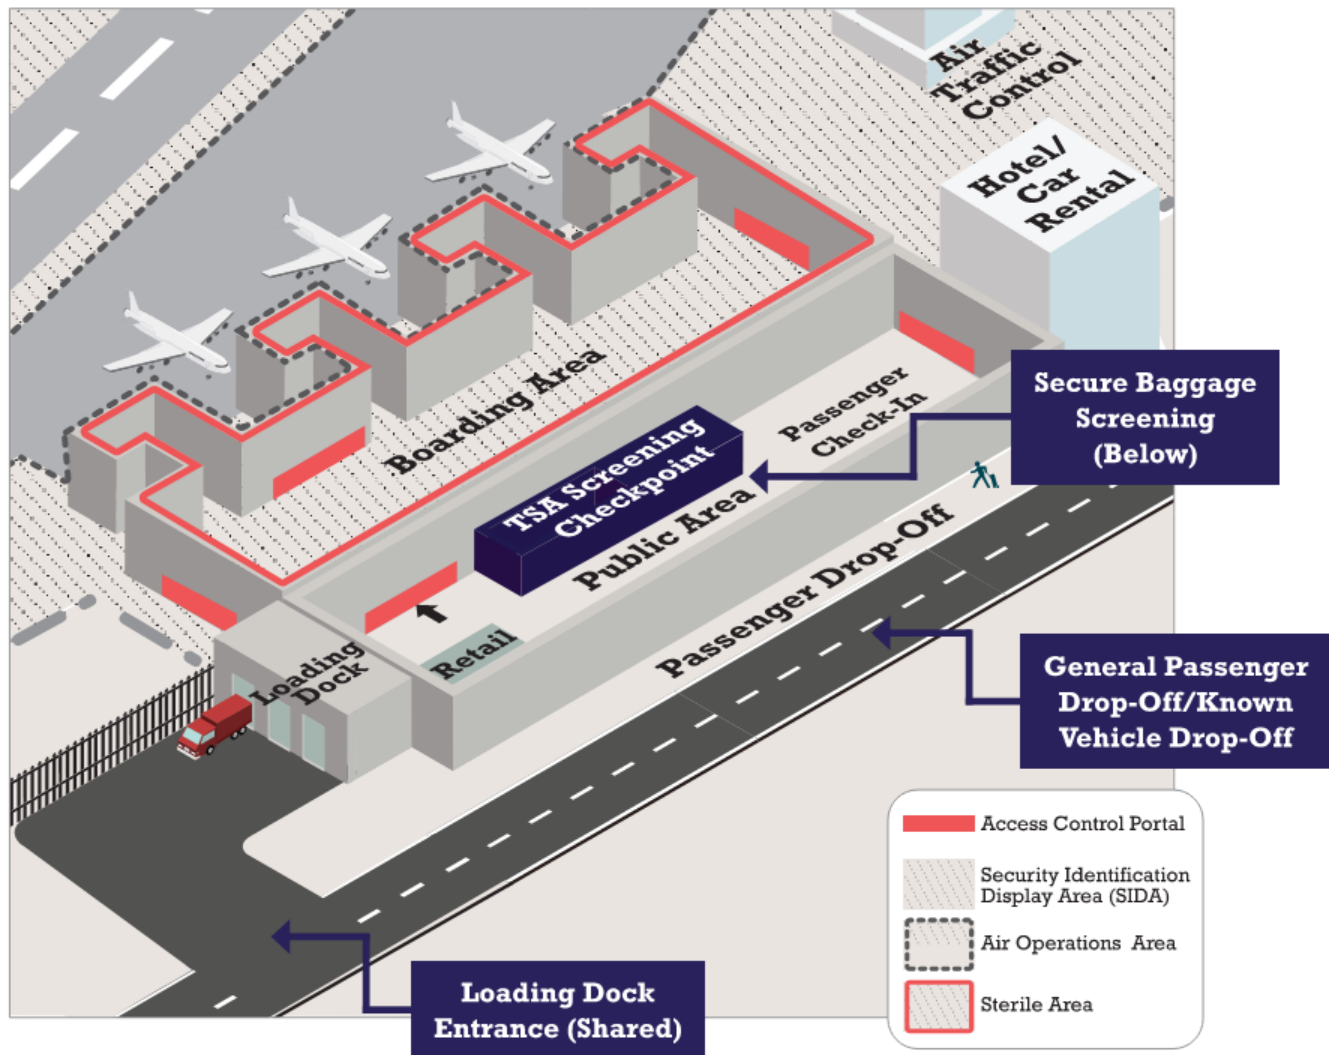 Air
Traffic
Control
Hotel/
Car
Rental
Boarding Area
Passenger
Check-In
Secure Baggage
Screening
(Below)
TSA Screening
Checkpoint
Public Area
Passenger Drop-Off
Retail
Loading
Dock
General Passenger
Drop-Off/Known
Vehicle Drop-Off
Access Control Portal
Security Identification
Display Area (SIDA)
Air Operations Area
Sterile Area
Loading Dock
Entrance (Shared)